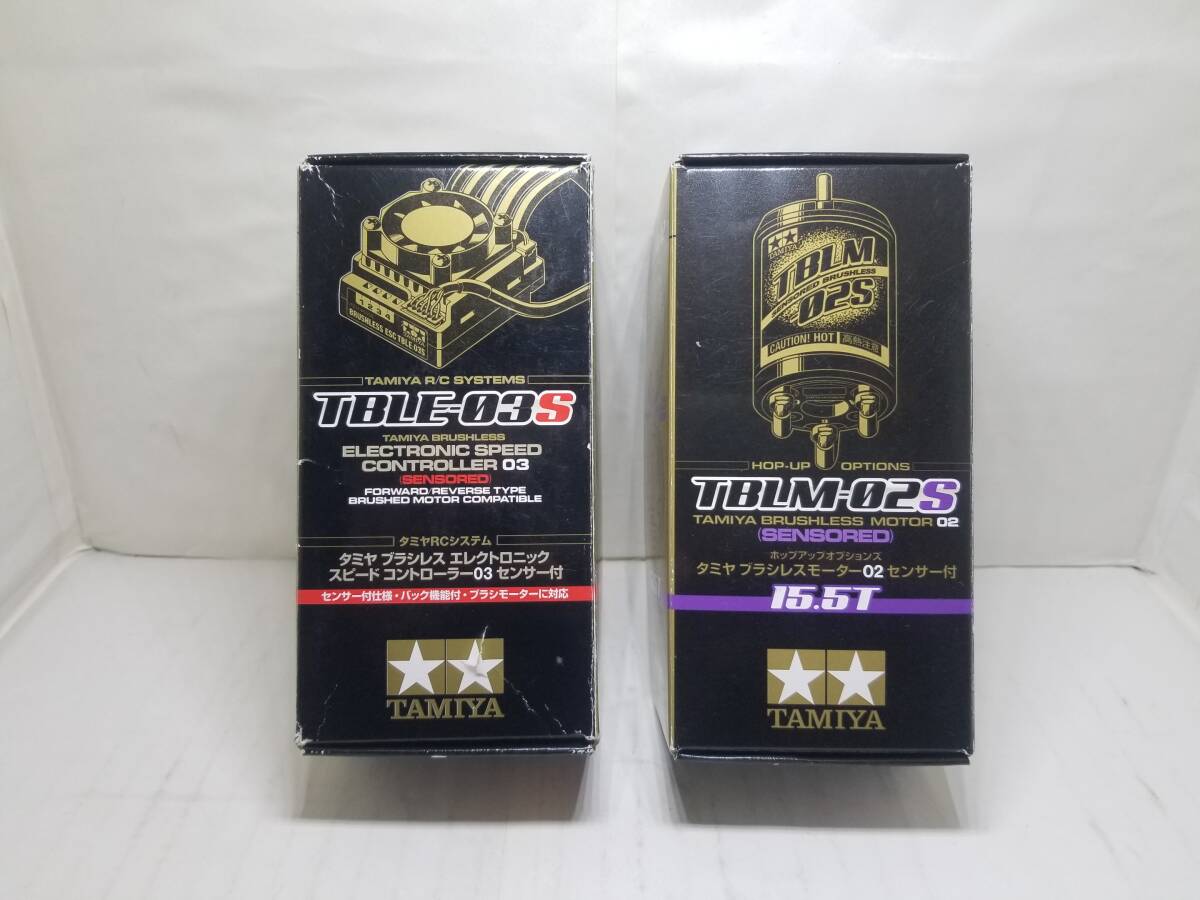 1 2 3 4
BRUSHLESS ESC TBLE-03S
TAMIYA R/C SYSTEMS
TBLE-03S
TAMIYA BRUSHLESS
ELECTRONIC SPEED
CONTROLLER 03
(SENSORED)
FORWARD/REVERSE TYPE
BRUSHED MOTOR COMPATIBLE
タミヤRCシステム
タミヤ ブラシレス エレクトロニック
スピード コントローラー03 センサー付
センサー付仕様・バック機能付・ブラシモーターに対応
TAMIYA
TAMIYA
TBLM
SENSORED BRUSHLESS
02S
CAUTION! HOT 高熱注意
HOP-UP OPTIONS
TBLM-02S
TAMIYA BRUSHLESS MOTOR 02
(SENSORED)
ホップアップオプションズ
タミヤ ブラシレスモーター02 センサー付
15.5T
TAMIYA